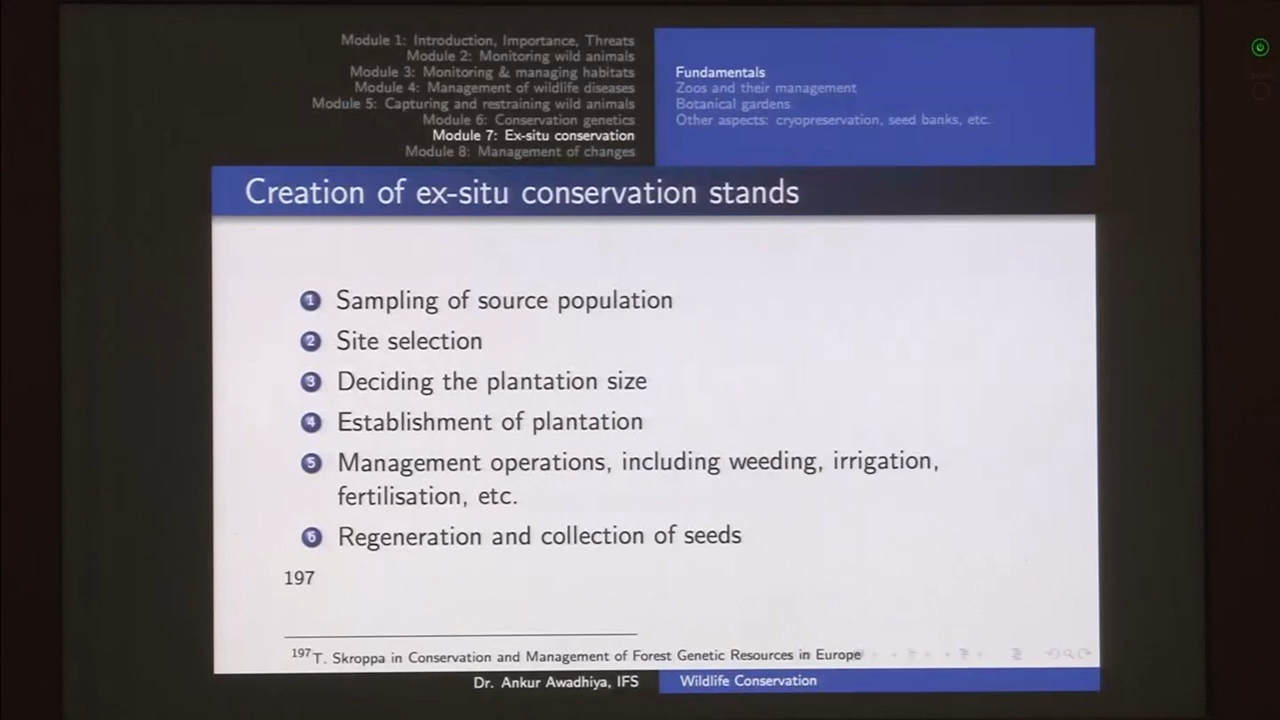 Module 1: Introduction, Importance, Threats
Module 2: Monitoring wild animals
Module 3: Monitoring & managing habitats
Module 4: Management of wildlife diseases
Module 5: Capturing and restraining wild animals
Module 6: Conservation genetics
Module 7: Ex-situ conservation
Module 8: Management of changes
Fundamentals
Zoos and their management
Botanical gardens
Other aspects: cryopreservation, seed banks, etc.
Creation of ex-situ conservation stands
1 Sampling of source population
2 Site selection
3 Deciding the plantation size
4 Establishment of plantation
5 Management operations, including weeding, irrigation,
fertilisation, etc.
6 Regeneration and collection of seeds
197
197 T. Skroppa in Conservation and Management of Forest Genetic Resources in Europe
Dr. Ankur Awadhiya, IFS
Wildlife Conservation